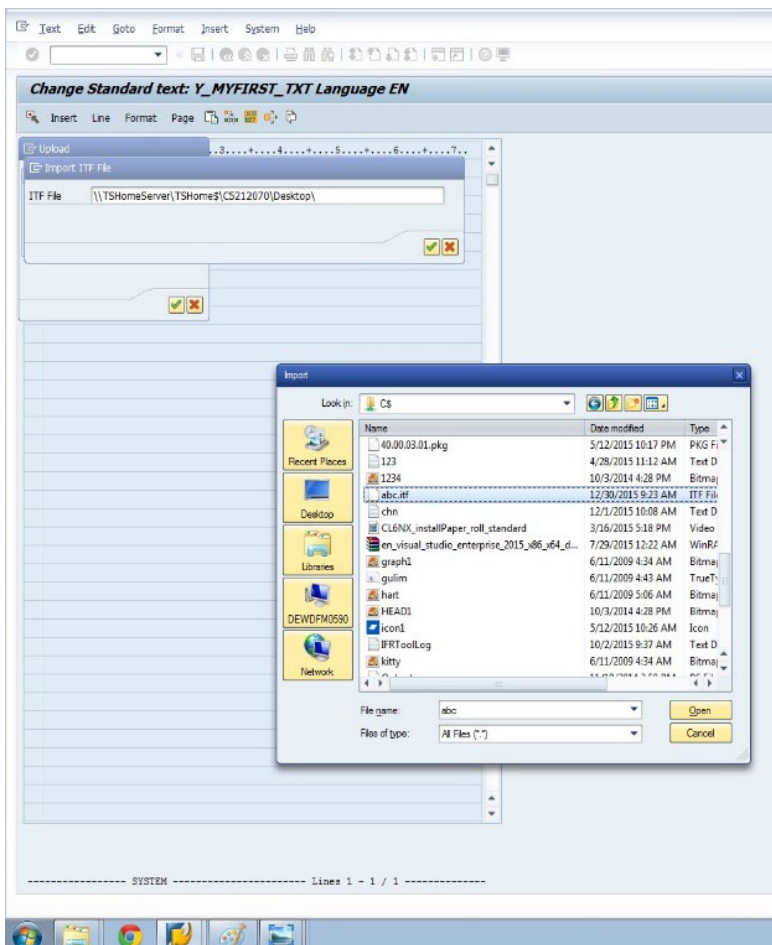 Text Edit Goto Format Insert System Help
Change Standard text: Y_MYFIRST_TXT Language EN
Insert Line Format Page
Upload
..3....+....4....+....5....+....6....+....7..
Import ITF File
ITF File \\TSHomeServer\TSHome$\C5212070\Desktop\
Import
Look in: C$
Name Date modified Type
Recent Places
Desktop
Libraries
DEWDFM0590
Network
40.00.03.01.pkg 5/12/2015 10:17 PM PKG Fi
123 4/28/2015 11:12 AM Text D
1234 10/3/2014 4:28 PM Bitmap
abc.itf 12/30/2015 9:23 AM ITF File
chn 12/1/2015 10:08 AM Text D
CL6NX_installPaper_roll_standard 3/16/2015 5:18 PM Video
en_visual_studio_enterprise_2015_x86_x64_d... 7/29/2015 12:22 AM WinRA
graph1 6/11/2009 4:34 AM Bitmap
gulim 6/11/2009 4:43 AM TrueTy
hart 6/11/2009 5:06 AM Bitmap
HEAD1 10/3/2014 4:28 PM Bitmap
icon1 5/12/2015 10:26 AM Icon
IFRToolLog 10/2/2015 9:37 AM Text D
kitty 6/11/2009 4:34 AM Bitmap
File name: abc Open
Files of type: All Files (*.*) Cancel
----------------- SYSTEM ----------------------- Lines 1 - 1 / 1 --------------